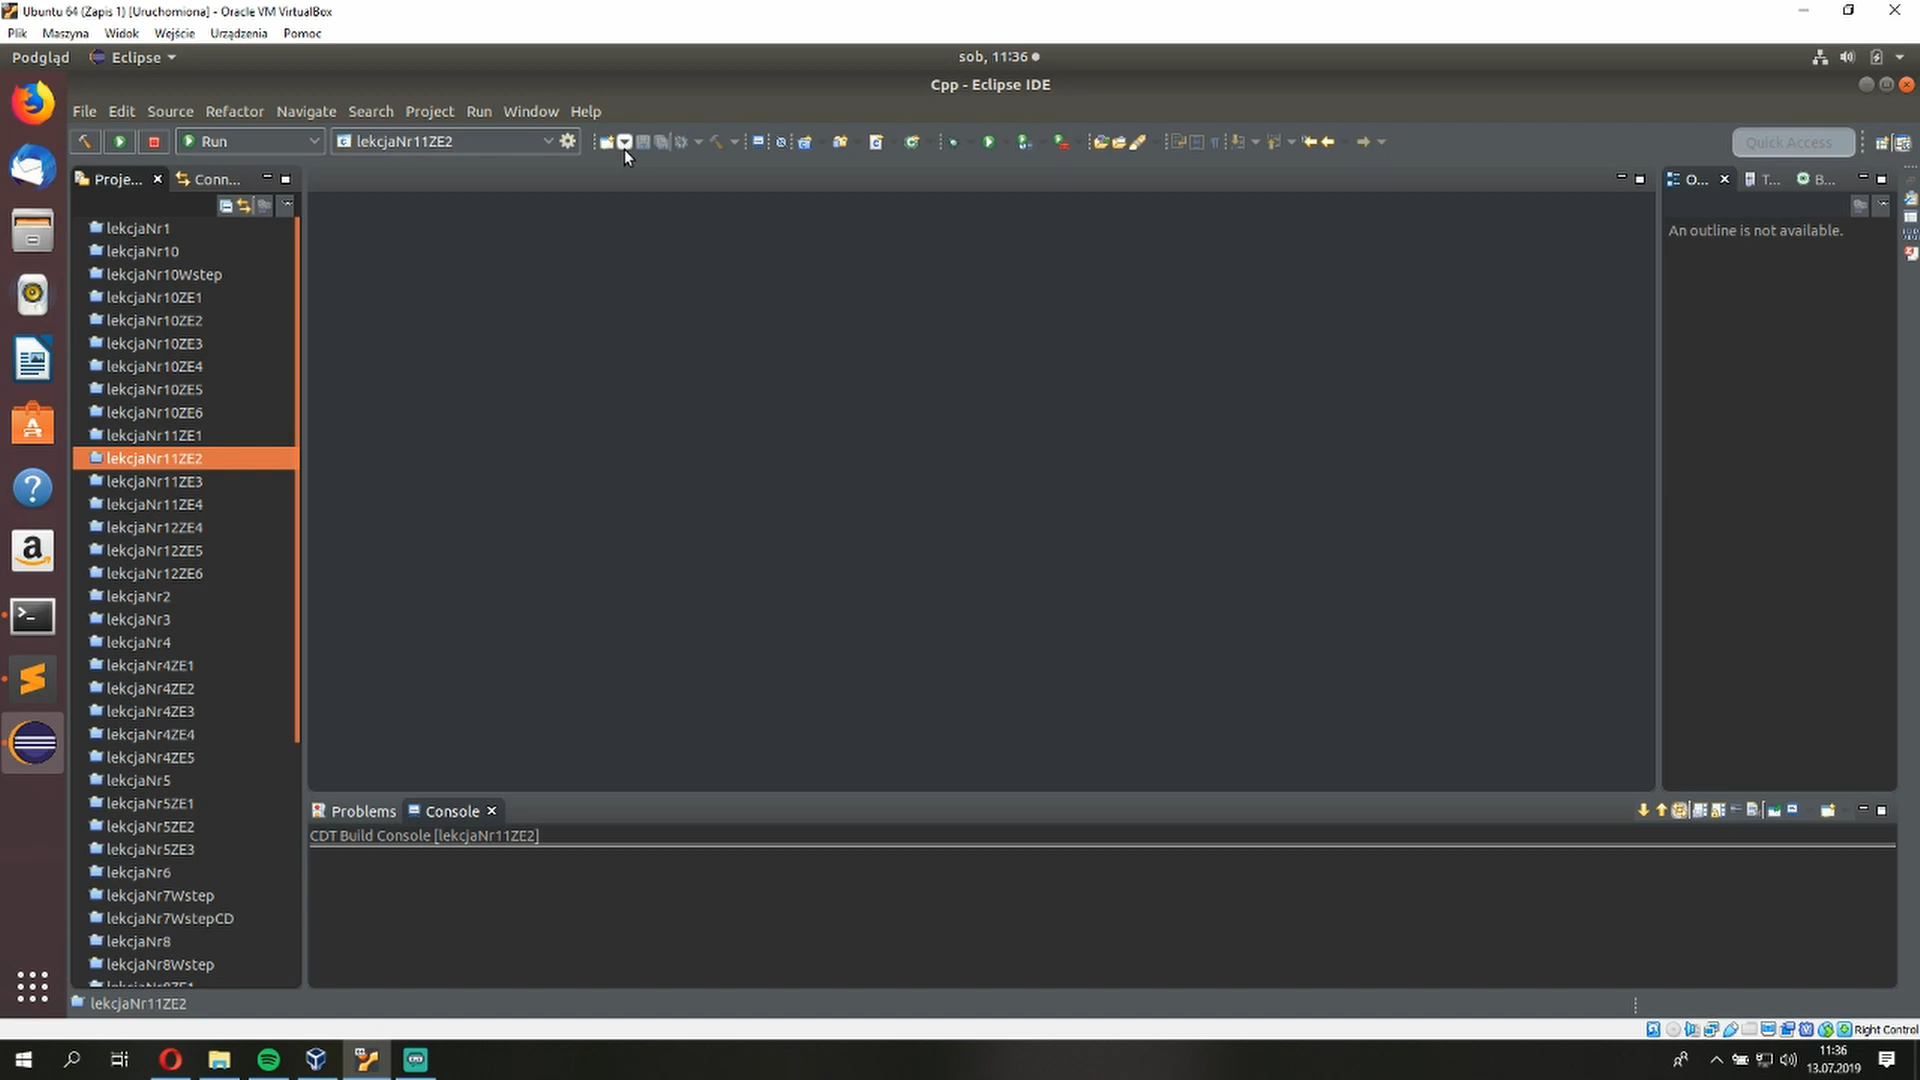 Ubuntu 64 (Zapis 1) [Uruchomiona] - Oracle VM VirtualBox
Plik Maszyna Widok Wejście Urządzenia Pomoc
Podgląd Eclipse sob, 11:36
Cpp - Eclipse IDE
File Edit Source Refactor Navigate Search Project Run Window Help
Run lekcjaNr11ZE2 Quick Access
Proje... Conn... O... T... B...
An outline is not available.
lekcjaNr1
lekcjaNr10
lekcjaNr10Wstep
lekcjaNr10ZE1
lekcjaNr10ZE2
lekcjaNr10ZE3
lekcjaNr10ZE4
lekcjaNr10ZE5
lekcjaNr10ZE6
lekcjaNr11ZE1
lekcjaNr11ZE2
lekcjaNr11ZE3
lekcjaNr11ZE4
lekcjaNr12ZE4
lekcjaNr12ZE5
lekcjaNr12ZE6
lekcjaNr2
lekcjaNr3
lekcjaNr4
lekcjaNr4ZE1
lekcjaNr4ZE2
lekcjaNr4ZE3
lekcjaNr4ZE4
lekcjaNr4ZE5
lekcjaNr5
lekcjaNr5ZE1
lekcjaNr5ZE2
lekcjaNr5ZE3
lekcjaNr6
lekcjaNr7Wstep
lekcjaNr7WstepCD
lekcjaNr8
lekcjaNr8Wstep
Problems Console
CDT Build Console [lekcjaNr11ZE2]
lekcjaNr11ZE2
Right Control
11:36
13.07.2019